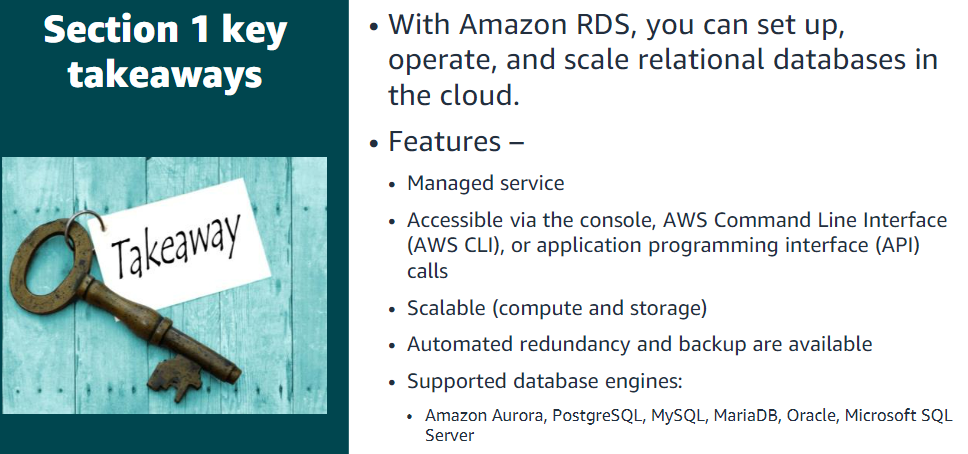 Section 1 key
takeaways
Takeaway
• With Amazon RDS, you can set up,
operate, and scale relational databases in
the cloud.
• Features –
• Managed service
• Accessible via the console, AWS Command Line Interface
(AWS CLI), or application programming interface (API)
calls
• Scalable (compute and storage)
• Automated redundancy and backup are available
• Supported database engines:
• Amazon Aurora, PostgreSQL, MySQL, MariaDB, Oracle, Microsoft SQL
Server